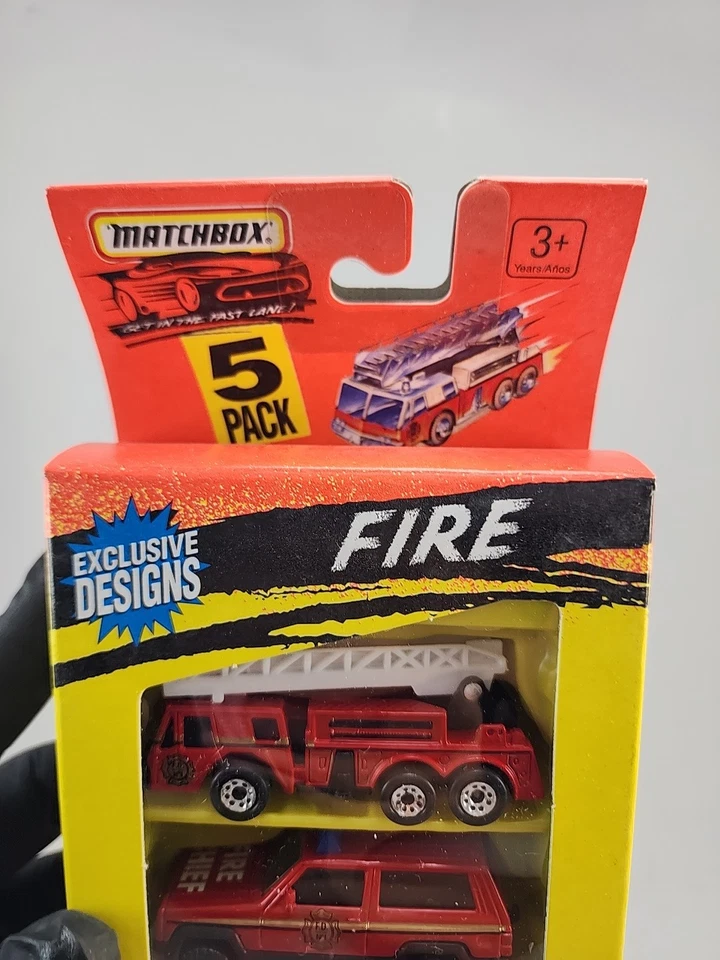 MATCHBOX®
GET IN THE FAST LANE!
3+
Years/Años
5
PACK
EXCLUSIVE
DESIGNS
FIRE
FIRE
CHIEF